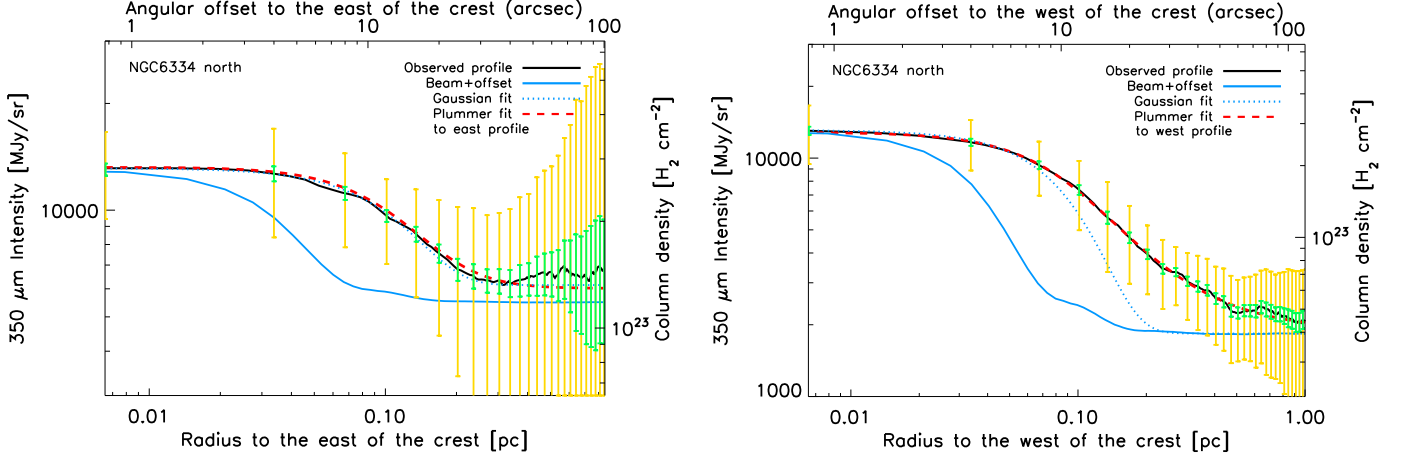 Angular offset to the east of the crest (arcsec)
1 10 100
NGC6334 north
Observed profile
Beam+offset
Gaussian fit
Plummer fit
to east profile
350 μm Intensity [MJy/sr]
10000
Column density [H₂ cm⁻²]
10²³
0.01 0.10
Radius to the east of the crest [pc]
Angular offset to the west of the crest (arcsec)
1 10 100
NGC6334 north
Observed profile
Beam+offset
Gaussian fit
Plummer fit
to west profile
350 μm Intensity [MJy/sr]
10000
1000
Column density [H₂ cm⁻²]
10²³
0.01 0.10 1.00
Radius to the west of the crest [pc]